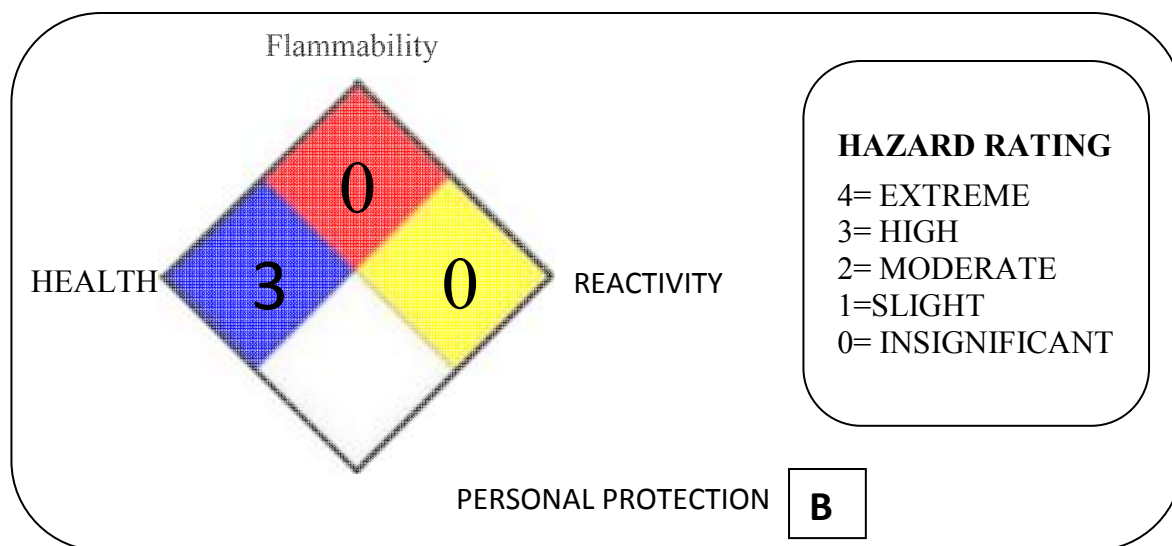 Flammability
0
HEALTH 3 0 REACTIVITY
HAZARD RATING
4= EXTREME
3= HIGH
2= MODERATE
1=SLIGHT
0= INSIGNIFICANT
PERSONAL PROTECTION B